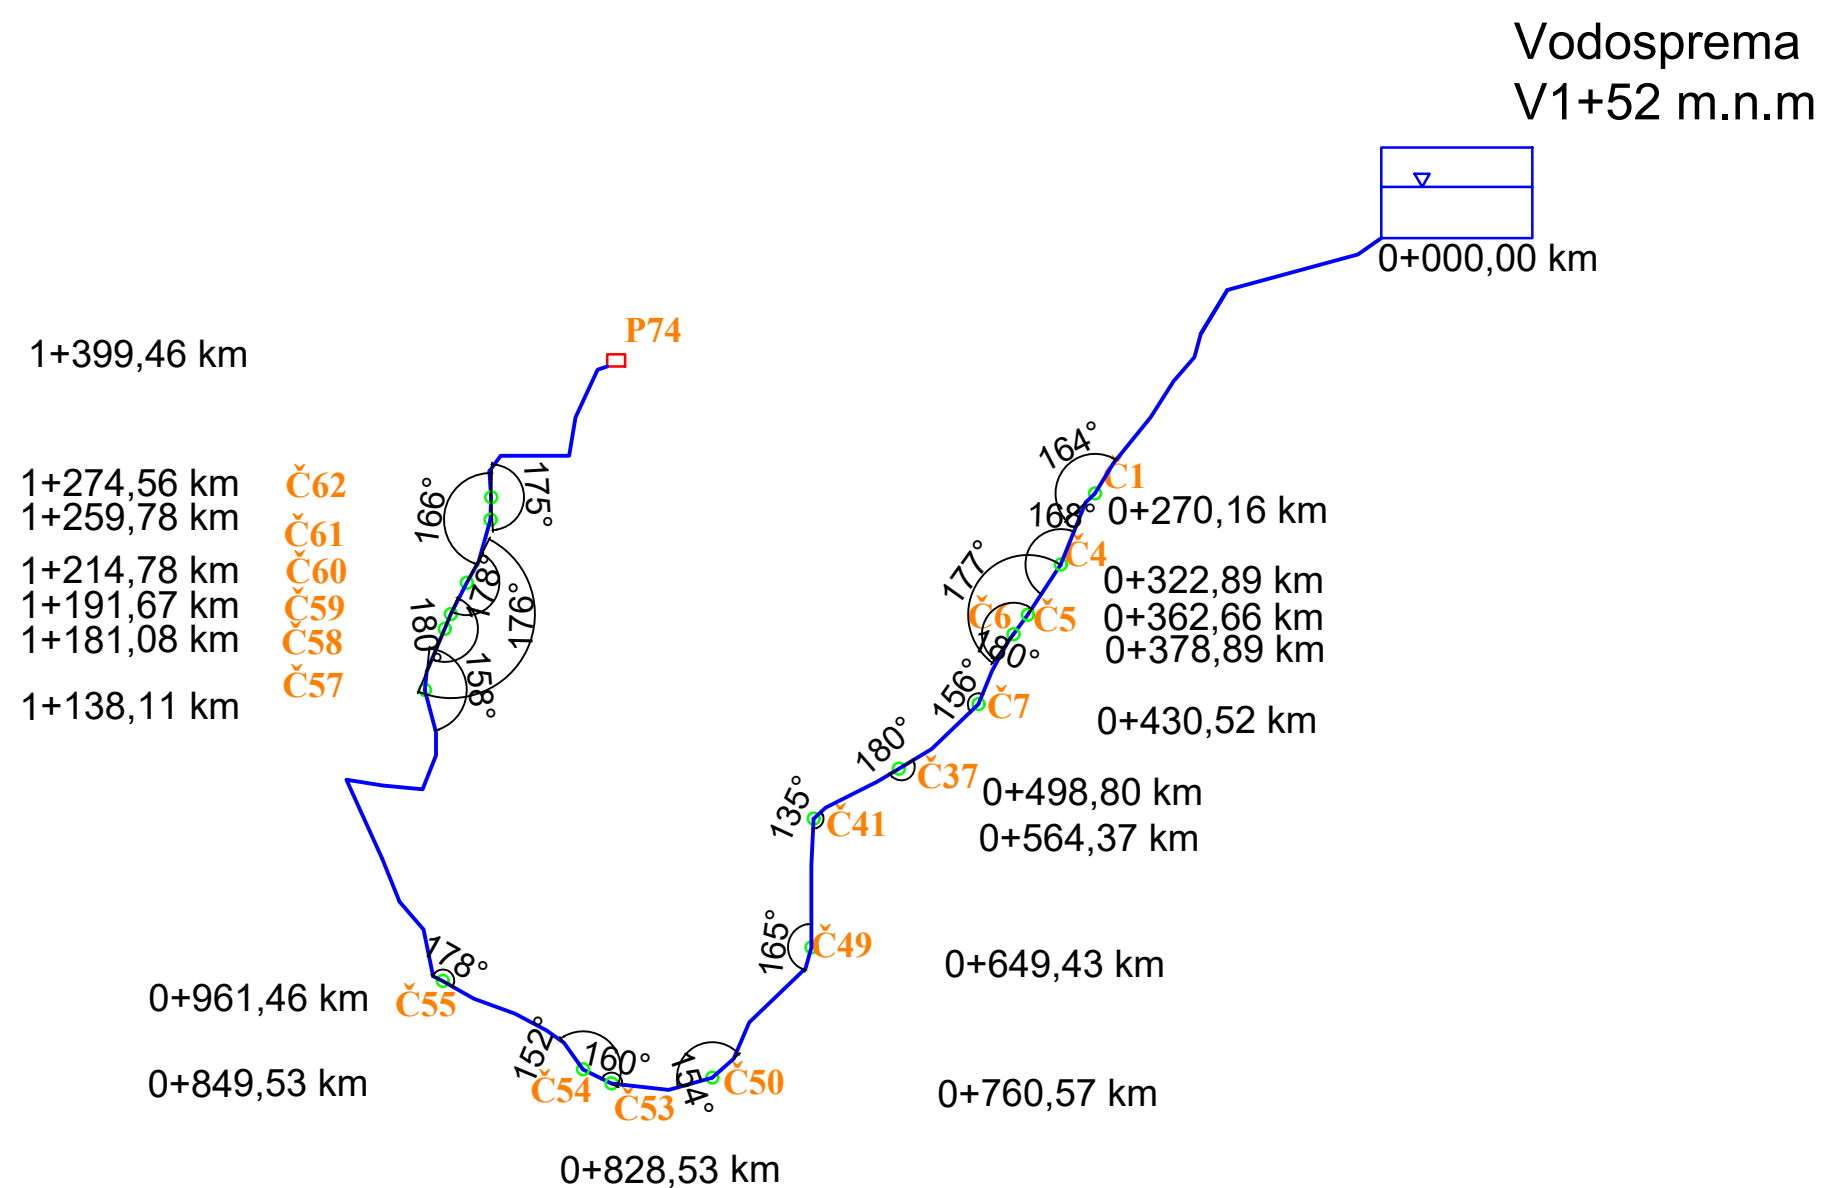 Vodosprema
V1+52 m.n.m
0+000,00 km
P74
1+399,46 km
164°
Č1
0+270,16 km
168°
Č4
0+322,89 km
177°
Č5
0+362,66 km
Č6
180°
0+378,89 km
156°
Č7
0+430,52 km
180°
Č37
0+498,80 km
135°
Č41
0+564,37 km
165°
Č49
0+649,43 km
154°
Č50
0+760,57 km
160°
Č53
0+828,53 km
152°
Č54
0+849,53 km
178°
Č55
0+961,46 km
1+274,56 km
Č62
175°
1+259,78 km
Č61
166°
1+214,78 km
Č60
178°
1+191,67 km
Č59
176°
1+181,08 km
Č58
180°
1+138,11 km
Č57
158°